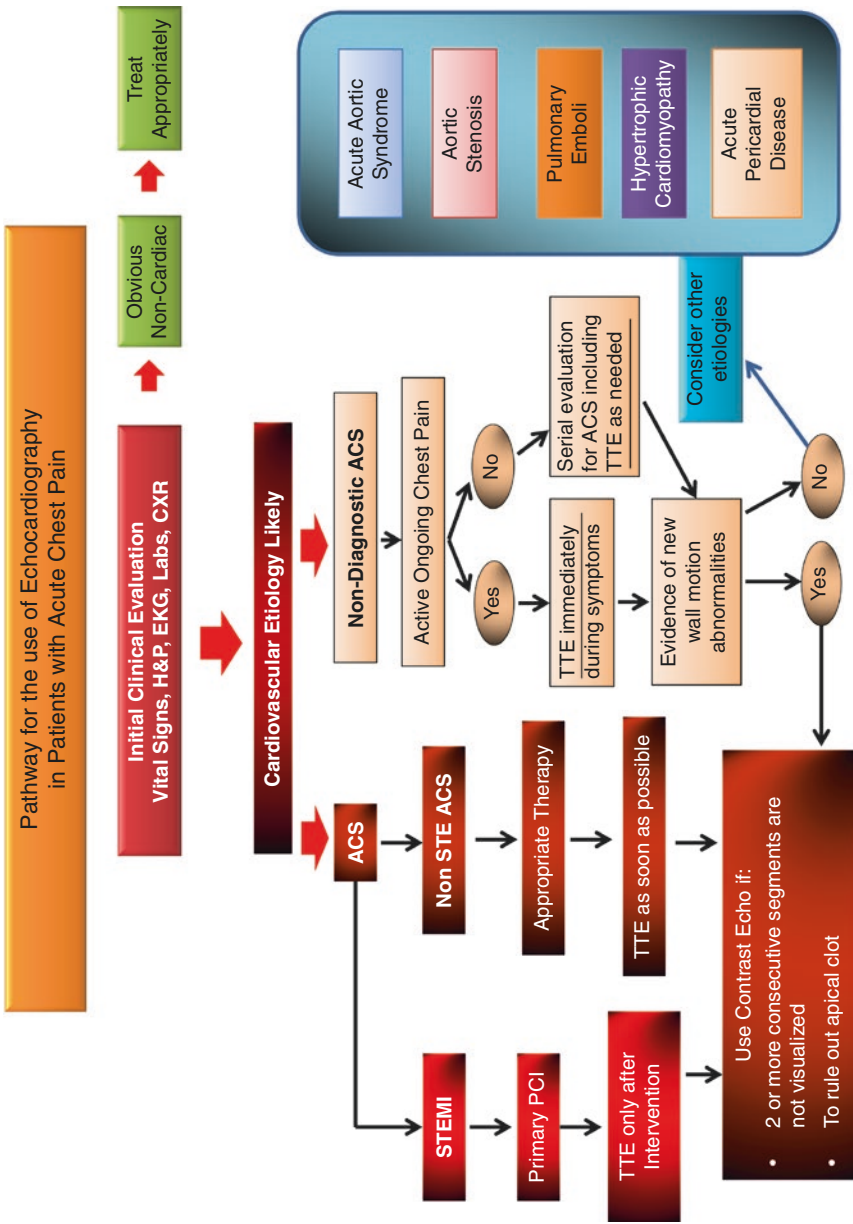 Pathway for the use of Echocardiography
in Patients with Acute Chest Pain
Initial Clinical Evaluation
Vital Signs, H&P, EKG, Labs, CXR
Obvious
Non-Cardiac
Treat
Appropriately
Cardiovascular Etiology Likely
ACS
STEMI
Primary PCI
TTE only after
Intervention
Non STE ACS
Appropriate Therapy
TTE as soon as possible
Non-Diagnostic ACS
Active Ongoing Chest Pain
Yes
No
TTE immediately
during symptoms
Serial evaluation
for ACS including
TTE as needed
Evidence of new
wall motion
abnormalities
Yes
No
Use Contrast Echo if:
• 2 or more consecutive segments are
not visualized
• To rule out apical clot
Consider other
etiologies
Acute Aortic
Syndrome
Aortic
Stenosis
Pulmonary
Emboli
Hypertrophic
Cardiomyopathy
Acute
Pericardial
Disease